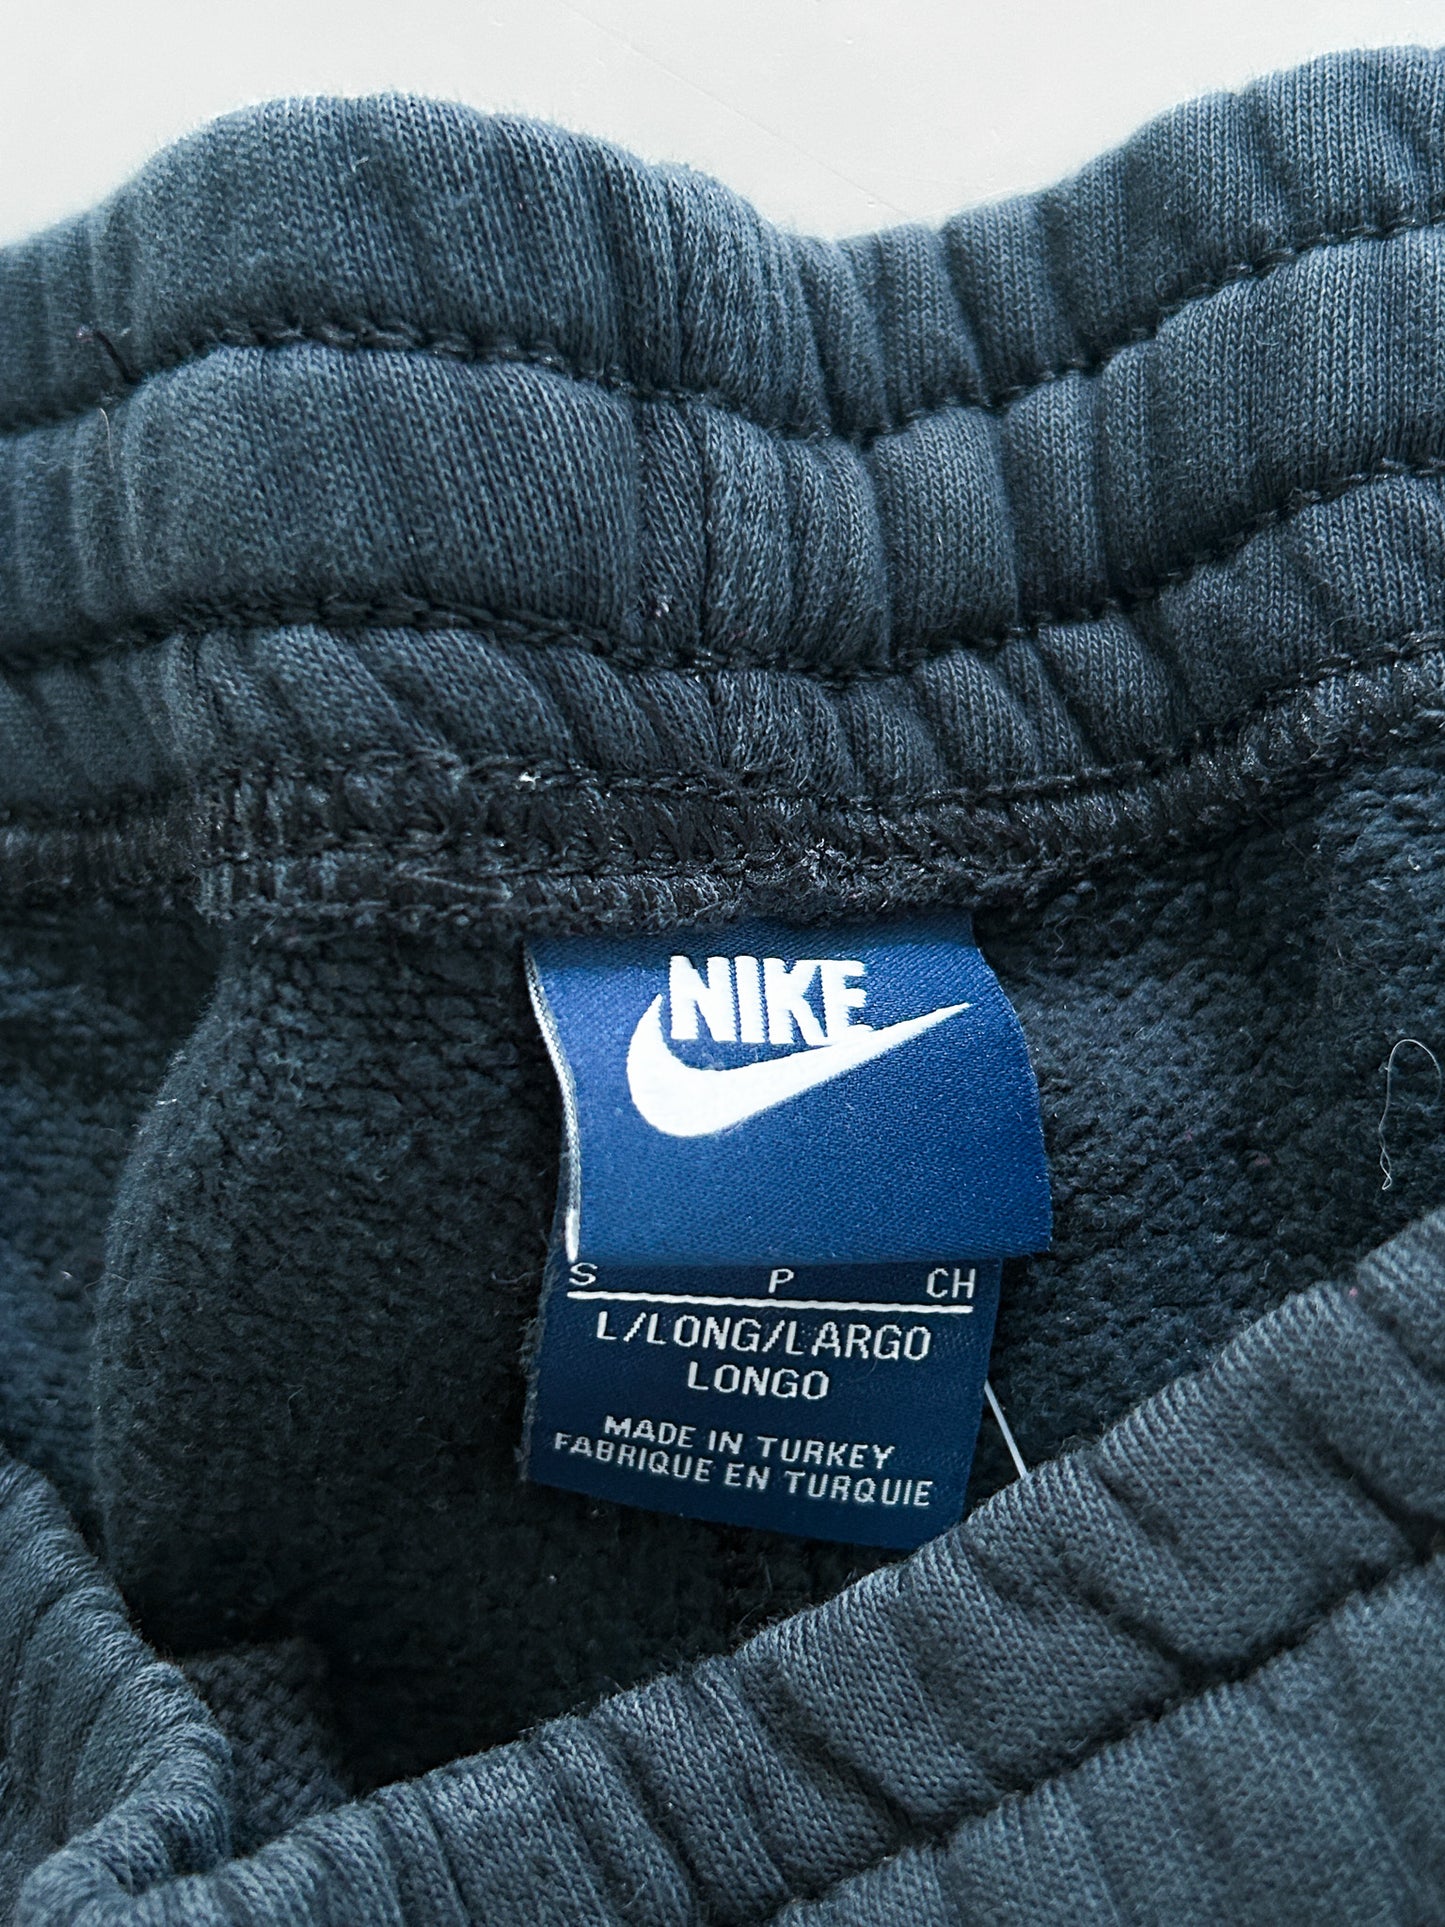 NIKE
S P CH
L/LONG/LARGO
LONGO
MADE IN TURKEY
FABRIQUE EN TURQUIE